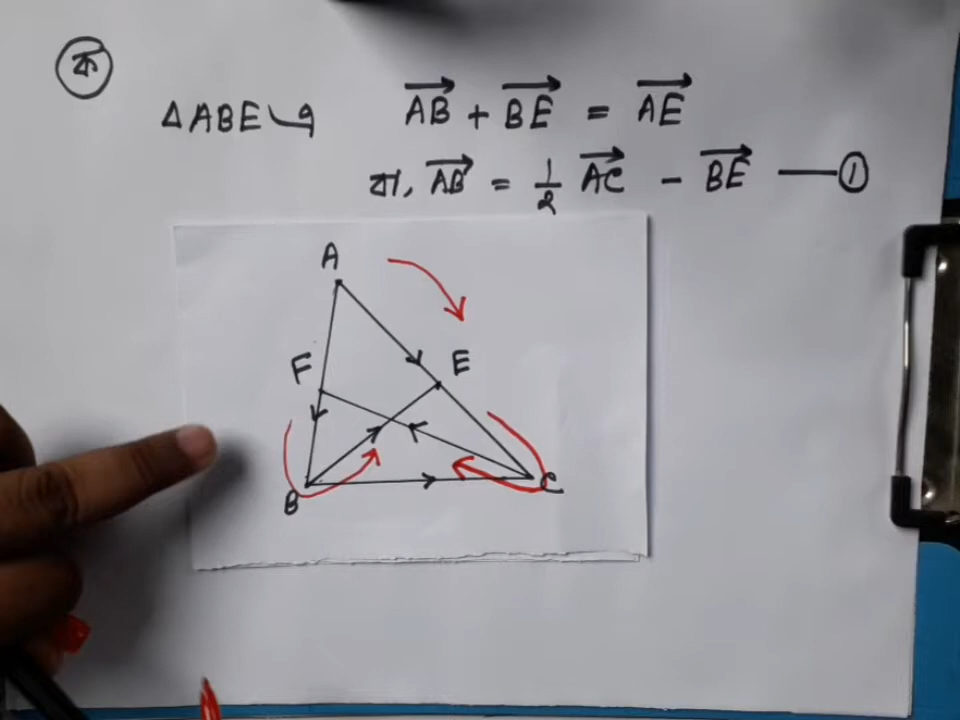 ক
ΔABE এ AB + BE = AE
বা, AB = 1/2 AC - BE — 1
A
F
E
B
C